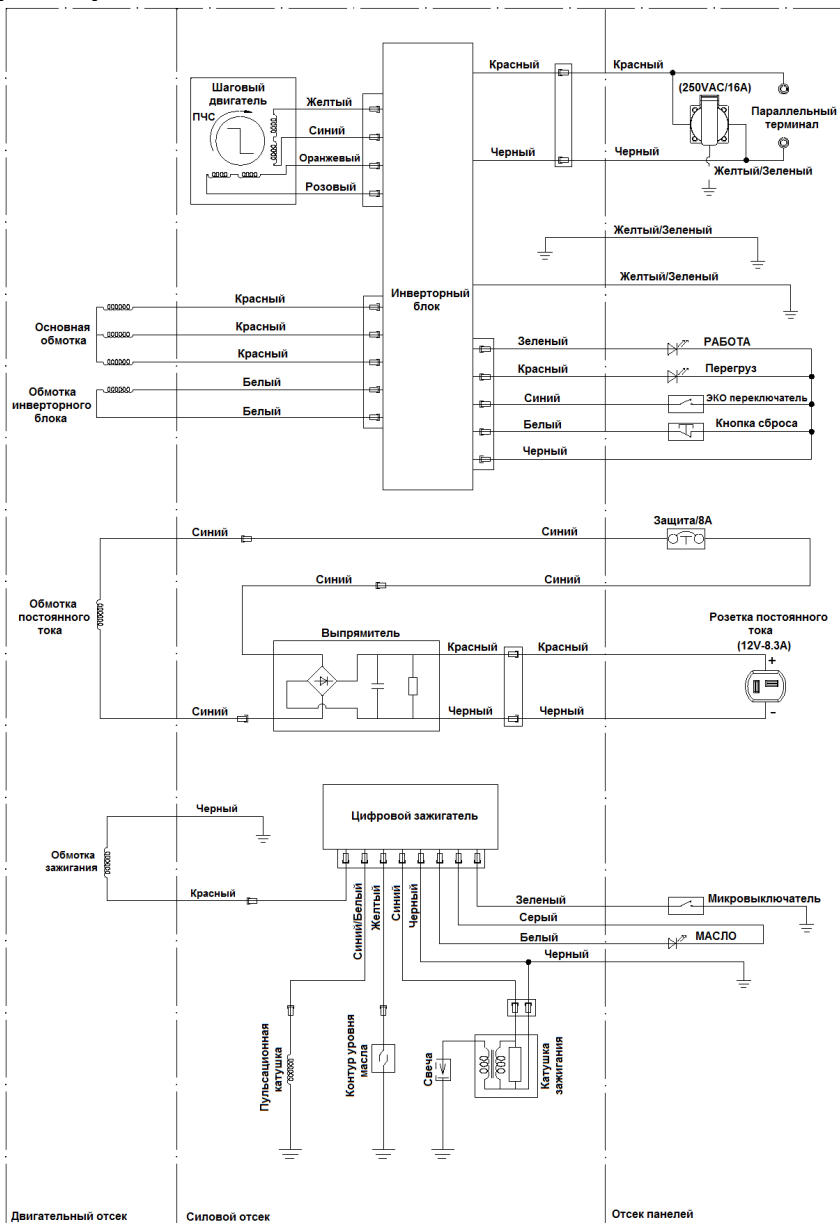 Красный
Красный
(250VAC/16A)
Шаговый
двигатель
ПЧС
Желтый
Синий
Оранжевый
Розовый
Параллельный
терминал
Черный
Черный
Желтый/Зеленый
Желтый/Зеленый
Желтый/Зеленый
Инверторный
блок
Основная
обмотка
Красный
Красный
Красный
Обмотка
инверторного
блока
Белый
Белый
Зеленый
РАБОТА
Красный
Перегруз
Синий
ЭКО переключатель
Белый
Кнопка сброса
Черный
Защита/8А
Синий
Синий
Синий
Синий
Обмотка
постоянного
тока
Выпрямитель
Красный
Красный
Розетка постоянного
тока
(12V-8.3A)
+
-
Синий
Черный
Черный
Черный
Цифровой зажигатель
Обмотка
зажигания
Красный
Синий/Белый
Желтый
Синий
Черный
Зеленый
Микровыключатель
Серый
Белый
МАСЛО
Черный
Пульсационная
катушка
Контур уровня
масла
Свеча
Катушка
зажигания
Двигательный отсек
Силовой отсек
Отсек панелей